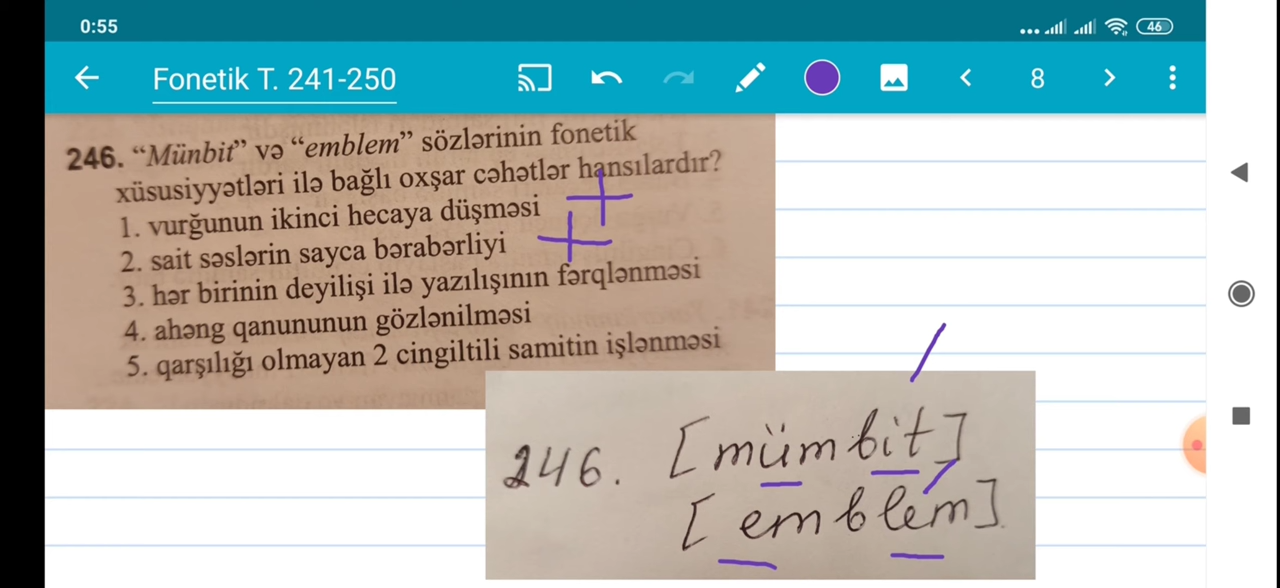 0:55
46
Fonetik T. 241-250
8
246. “Münbit” və “emblem” sözlərinin fonetik
xüsusiyyətləri ilə bağlı oxşar cəhətlər hansılardır?
1. vurğunun ikinci hecaya düşməsi
2. sait səslərin sayca bərabərliyi
3. hər birinin deyilişi ilə yazılışının fərqlənməsi
4. ahəng qanununun gözlənilməsi
5. qarşılığı olmayan 2 cingiltili samitin işlənməsi
246. [mümbit]
[emblem]